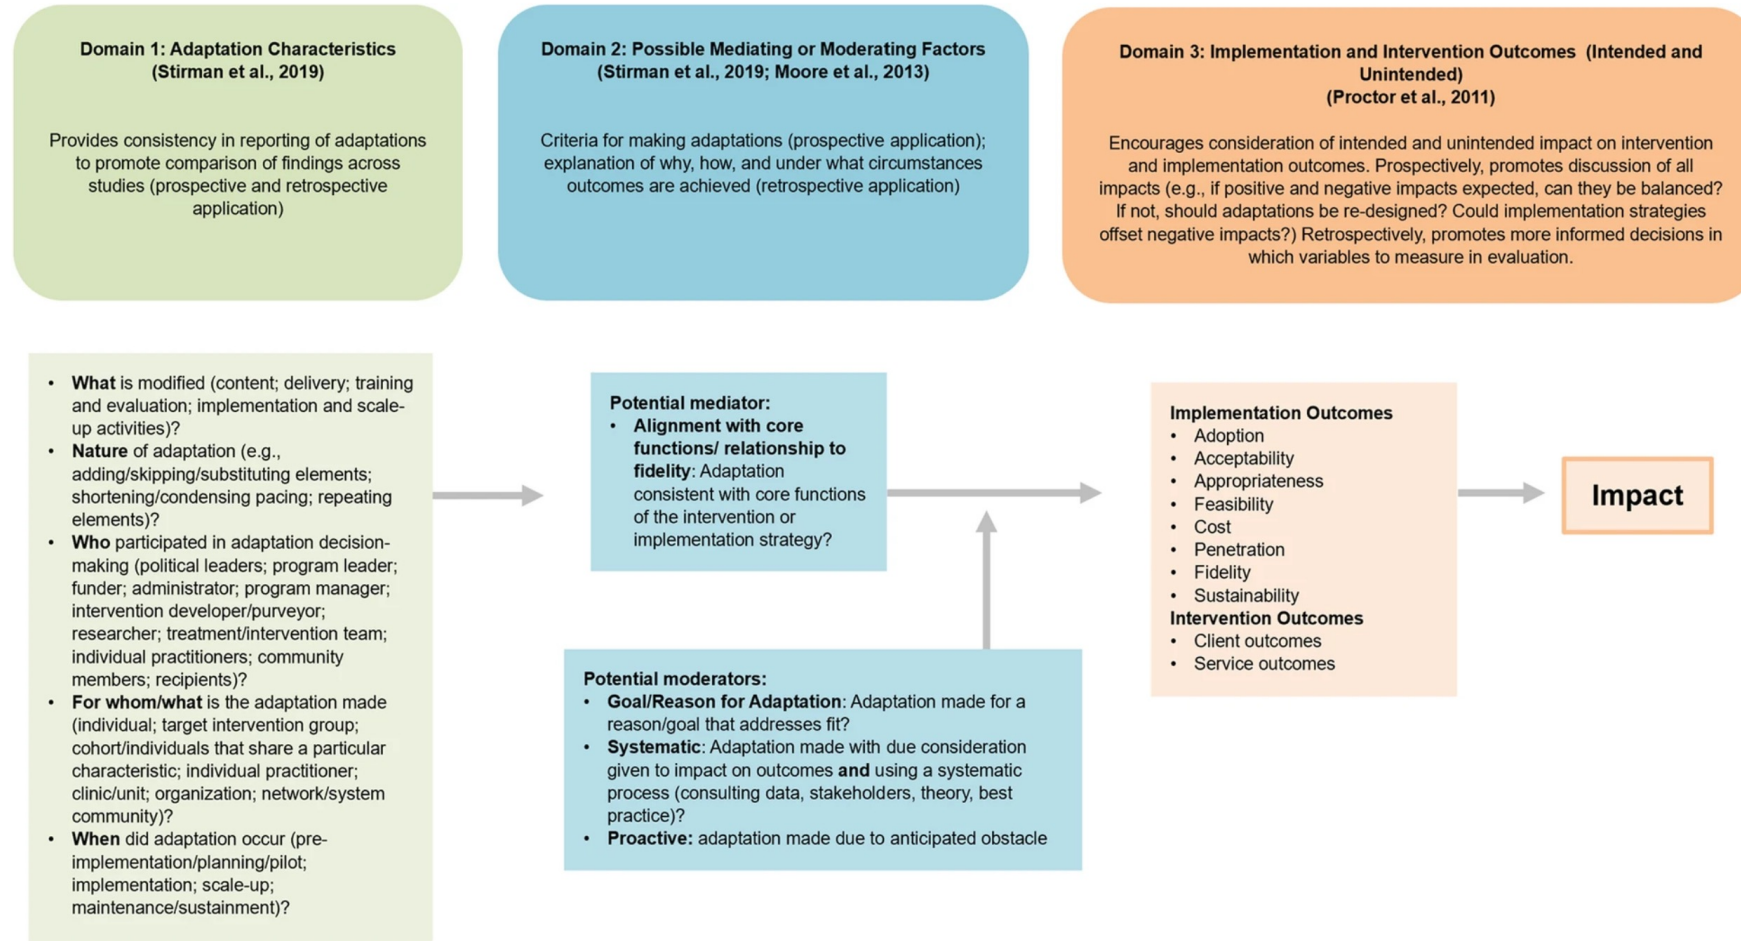 Domain 1: Adaptation Characteristics
(Stirman et al., 2019)
Provides consistency in reporting of adaptations
to promote comparison of findings across
studies (prospective and retrospective
application)
Domain 2: Possible Mediating or Moderating Factors
(Stirman et al., 2019; Moore et al., 2013)
Criteria for making adaptations (prospective application);
explanation of why, how, and under what circumstances
outcomes are achieved (retrospective application)
Domain 3: Implementation and Intervention Outcomes (Intended and
Unintended)
(Proctor et al., 2011)
Encourages consideration of intended and unintended impact on intervention
and implementation outcomes. Prospectively, promotes discussion of all
impacts (e.g., if positive and negative impacts expected, can they be balanced?
If not, should adaptations be re-designed? Could implementation strategies
offset negative impacts?) Retrospectively, promotes more informed decisions in
which variables to measure in evaluation.
• What is modified (content; delivery; training
and evaluation; implementation and scale-
up activities)?
• Nature of adaptation (e.g.,
adding/skipping/substituting elements;
shortening/condensing pacing; repeating
elements)?
• Who participated in adaptation decision-
making (political leaders; program leader;
funder; administrator; program manager;
intervention developer/purveyor;
researcher; treatment/intervention team;
individual practitioners; community
members; recipients)?
• For whom/what is the adaptation made
(individual; target intervention group;
cohort/individuals that share a particular
characteristic; individual practitioner;
clinic/unit; organization; network/system
community)?
• When did adaptation occur (pre-
implementation/planning/pilot;
implementation; scale-up;
maintenance/sustainment)?
Potential mediator:
• Alignment with core
functions/ relationship to
fidelity: Adaptation
consistent with core functions
of the intervention or
implementation strategy?
Potential moderators:
• Goal/Reason for Adaptation: Adaptation made for a
reason/goal that addresses fit?
• Systematic: Adaptation made with due consideration
given to impact on outcomes and using a systematic
process (consulting data, stakeholders, theory, best
practice)?
• Proactive: adaptation made due to anticipated obstacle
Implementation Outcomes
• Adoption
• Acceptability
• Appropriateness
• Feasibility
• Cost
• Penetration
• Fidelity
• Sustainability
Intervention Outcomes
• Client outcomes
• Service outcomes
Impact